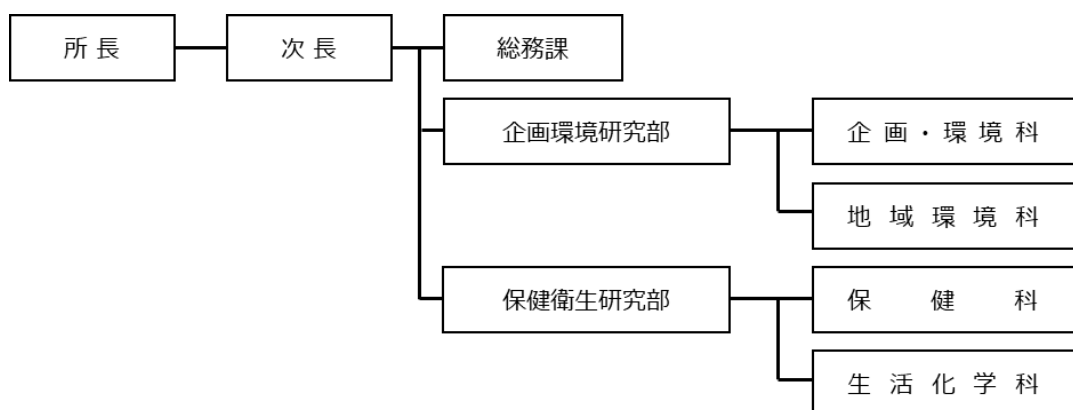 所長 次長 総務課
企画環境研究部 企画・環境科
地域環境科
保健衛生研究部 保健科
生活化学科